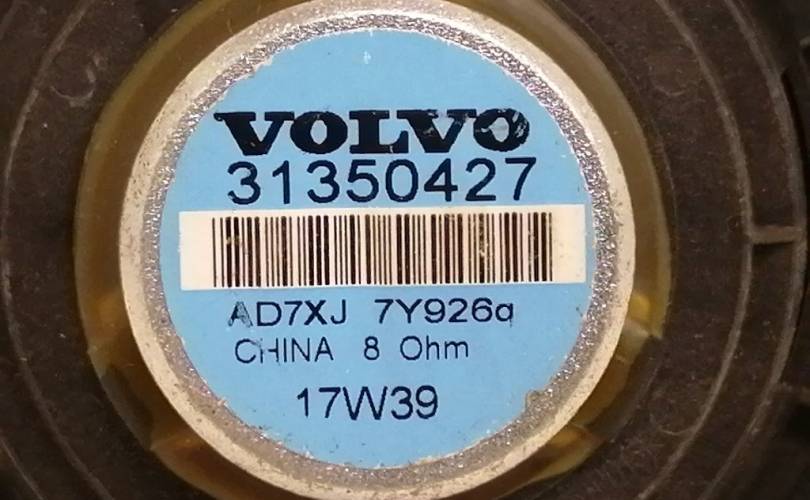 VOLVO
31350427
AD7XJ 7Y926q
CHINA 8 Ohm
17W39